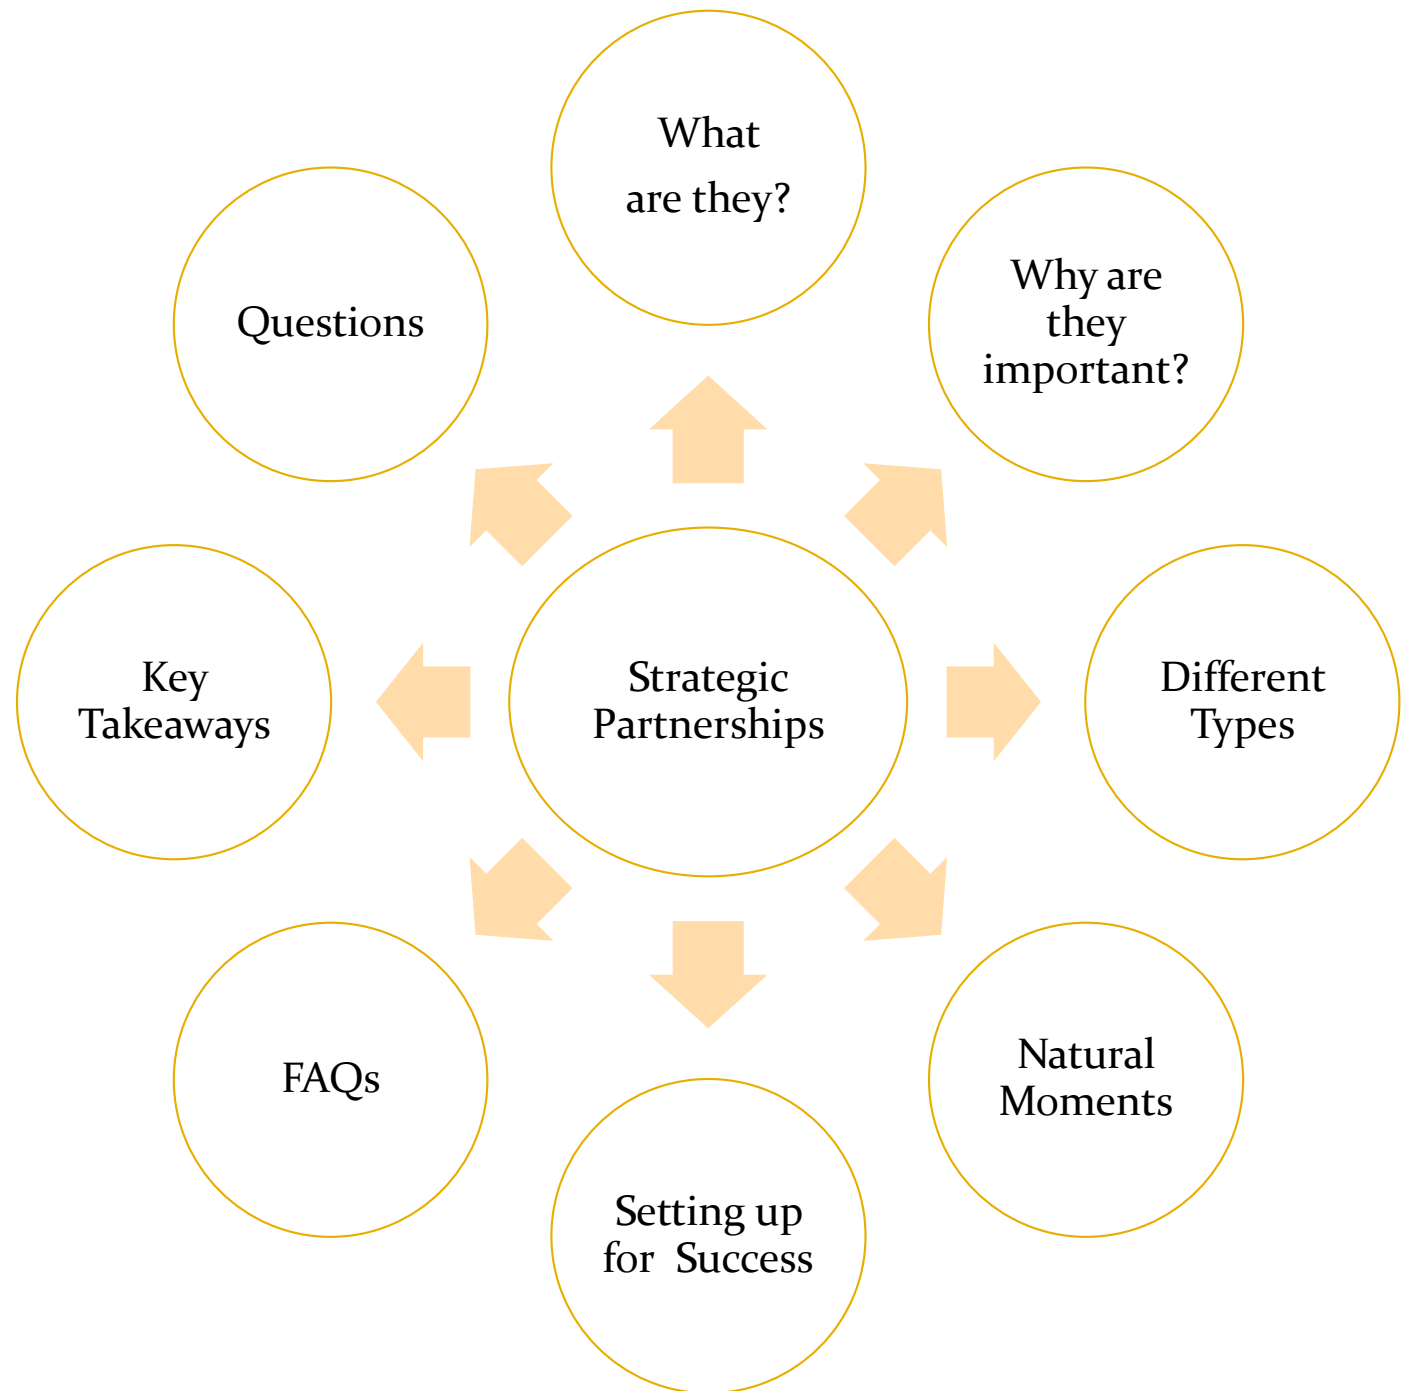 What
are they?
Why are
they
important?
Different
Types
Natural
Moments
Setting up
for  Success
FAQs
Key
Takeaways
Questions
Strategic
Partnerships